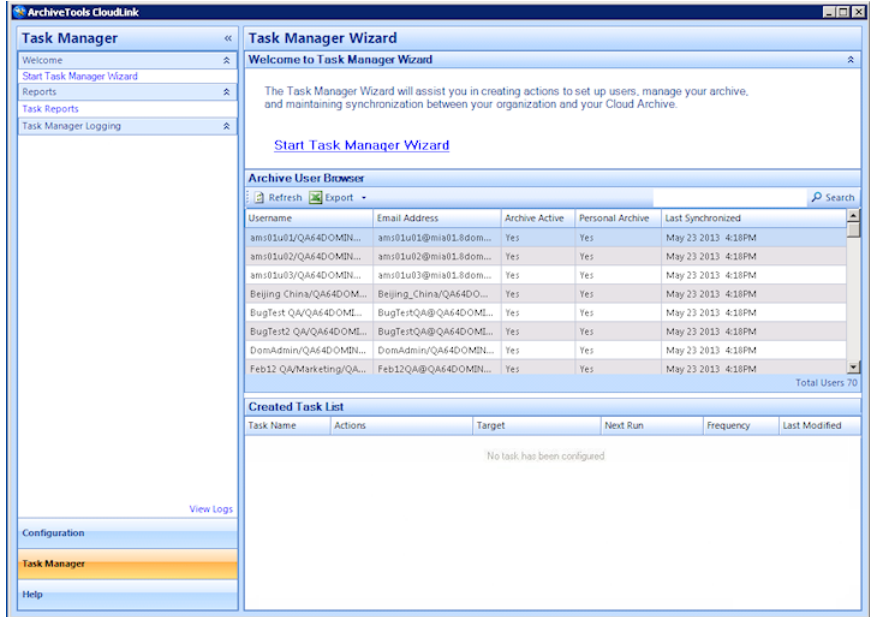 ArchiveTools CloudLink
Task Manager «
Welcome
Start Task Manager Wizard
Reports
Task Reports
Task Manager Logging
View Logs
Configuration
Task Manager
Help
Task Manager Wizard
Welcome to Task Manager Wizard
The Task Manager Wizard will assist you in creating actions to set up users, manage your archive,
and maintaining synchronization between your organization and your Cloud Archive.
Start Task Manager Wizard
Archive User Browser
Refresh Export Search
Username Email Address Archive Active Personal Archive Last Synchronized
ams01u01/QA64DOMIN... ams01u01@mia01.8dom... Yes Yes May 23 2013 4:18PM
ams01u02/QA64DOMIN... ams01u02@mia01.8dom... Yes Yes May 23 2013 4:18PM
ams01u03/QA64DOMIN... ams01u03@mia01.8dom... Yes Yes May 23 2013 4:18PM
Beijing China/QA64DOM... Beijing_China/QA64DO... Yes Yes May 23 2013 4:18PM
BugTest QA/QA64DOMI... BugTestQA@QA64DOMI... Yes Yes May 23 2013 4:18PM
BugTest2 QA/QA64DOMI... BugTestQA@QA64DOMI... Yes Yes May 23 2013 4:18PM
DomAdmin/QA64DOMIN... DomAdmin/QA64DOMIN... Yes Yes May 23 2013 4:18PM
Feb12 QA/Marketing/QA... Feb12QA@QA64DOMIN... Yes Yes May 23 2013 4:18PM
Total Users 70
Created Task List
Task Name Actions Target Next Run Frequency Last Modified
No task has been configured